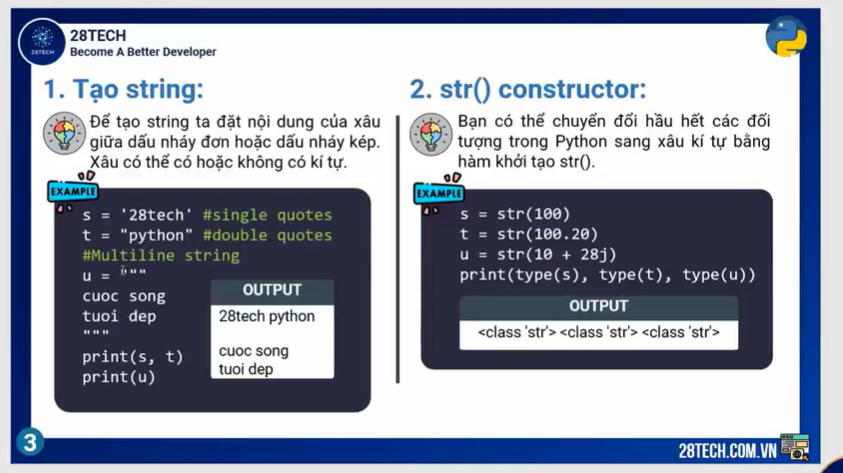 28TECH
Become A Better Developer
28TECH
1. Tạo string:
Để tạo string ta đặt nội dung của xâu
giữa dấu nháy đơn hoặc dấu nháy kép.
Xâu có thể có hoặc không có kí tự.
EXAMPLE
s = '28tech' #single quotes
t = "python" #double quotes
#Multiline string
u = """
cuoc song
tuoi dep
"""
print(s, t)
print(u)
OUTPUT
28tech python
cuoc song
tuoi dep
2. str() constructor:
Bạn có thể chuyển đổi hầu hết các đối
tượng trong Python sang xâu kí tự bằng
hàm khởi tạo str().
EXAMPLE
s = str(100)
t = str(100.20)
u = str(10 + 28j)
print(type(s), type(t), type(u))
OUTPUT
<class 'str'> <class 'str'> <class 'str'>
3
28TECH.COM.VN